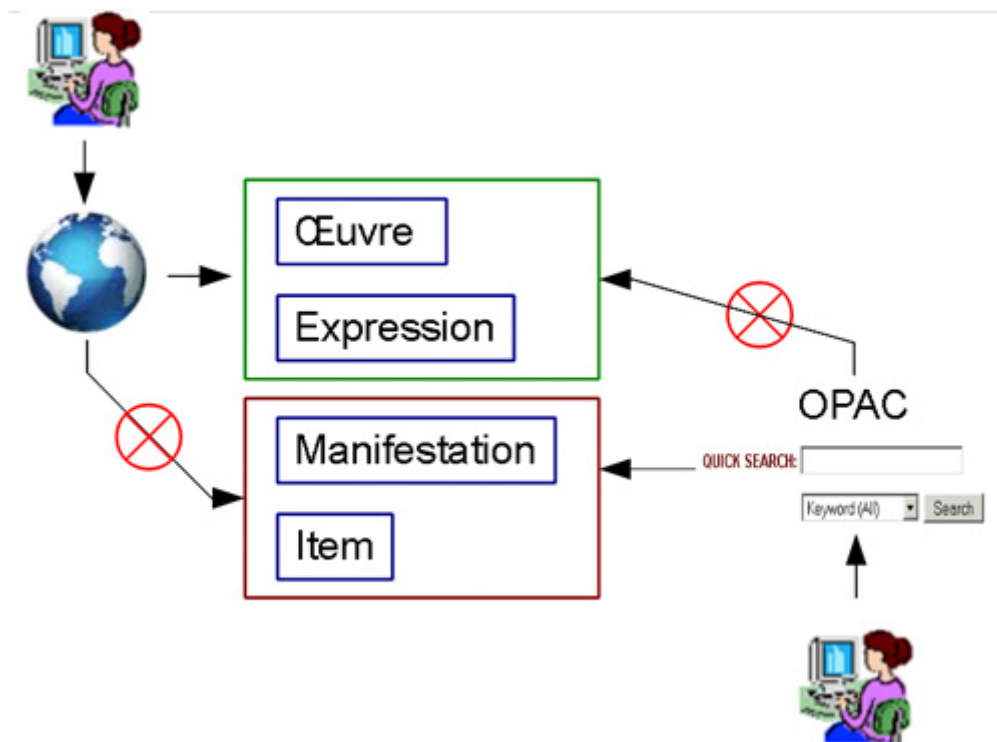 Œuvre
Expression
OPAC
Manifestation
QUICK SEARCH:
Item
Keyword (All)
Search